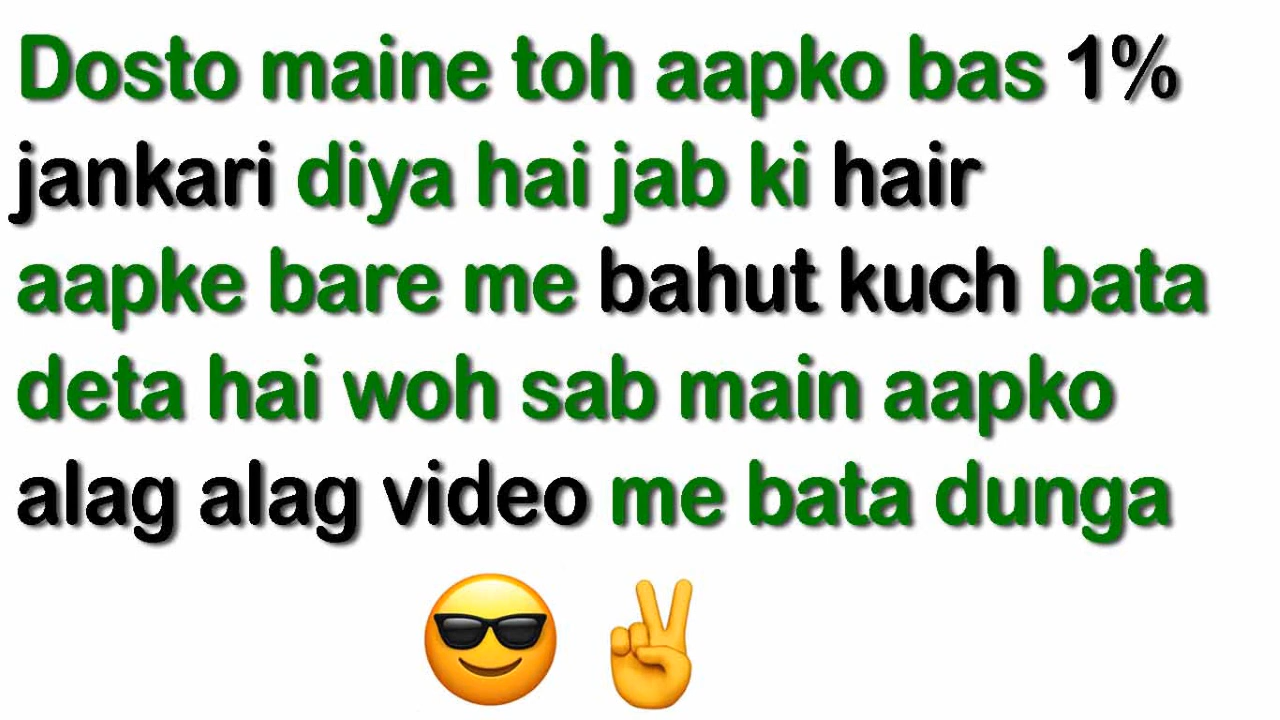 Dosto maine toh aapko bas 1%
jankari diya hai jab ki hair
aapke bare me bahut kuch bata
deta hai woh sab main aapko
alag alag video me bata dunga